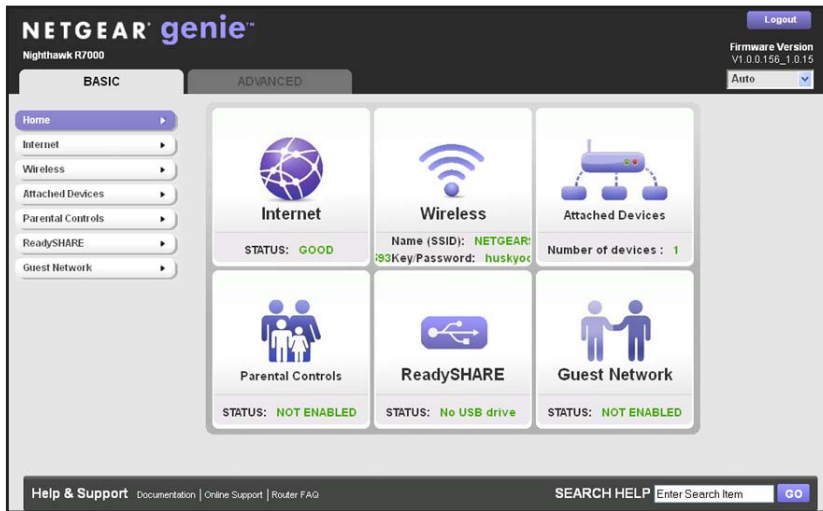 NETGEAR® genie™
Logout
Nighthawk R7000
Firmware Version
V1.0.0.156_1.0.15
BASIC
ADVANCED
Auto
Home
Internet
Wireless
Attached Devices
Parental Controls
ReadySHARE
Guest Network
Internet
STATUS: GOOD
Wireless
Name (SSID): NETGEAR
93Key/Password: huskyoc
Attached Devices
Number of devices : 1
Parental Controls
STATUS: NOT ENABLED
ReadySHARE
STATUS: No USB drive
Guest Network
STATUS: NOT ENABLED
Help & Support Documentation | Online Support | Router FAQ
SEARCH HELP Enter Search Item GO